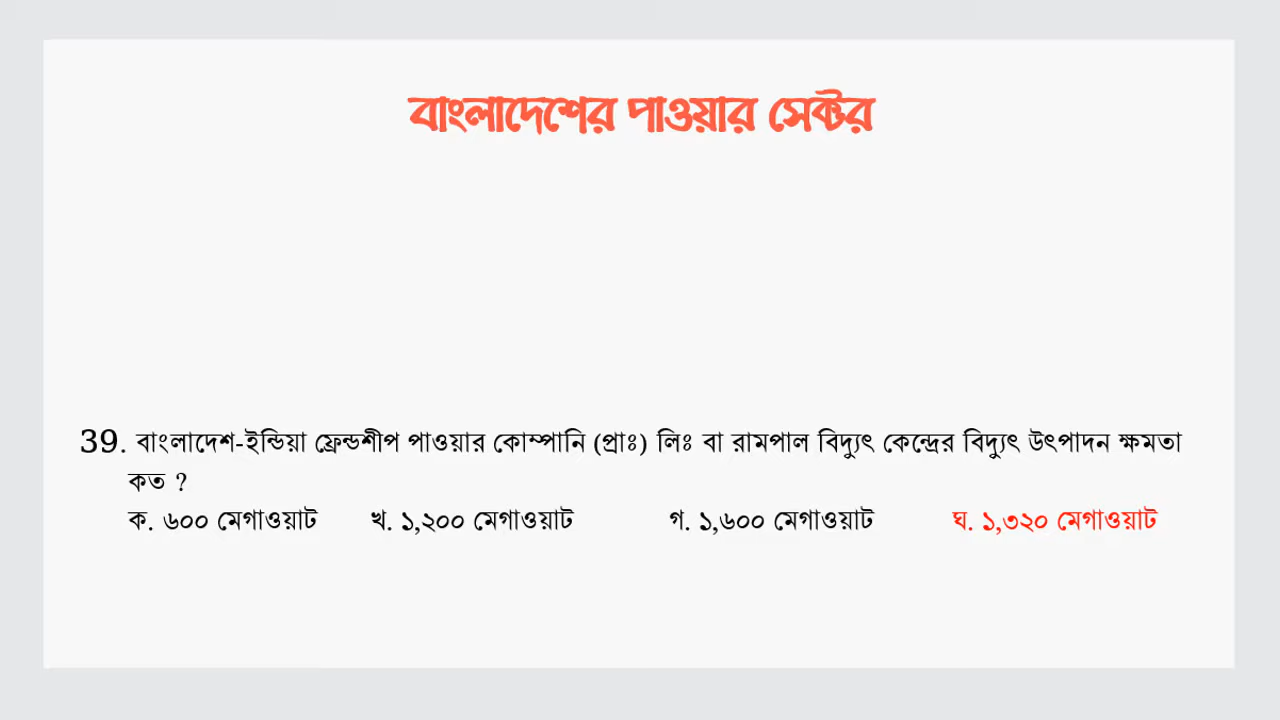 বাংলাদেশের পাওয়ার সেক্টর
39. বাংলাদেশ-ইন্ডিয়া ফ্রেন্ডশীপ পাওয়ার কোম্পানি (প্রাঃ) লিঃ বা রামপাল বিদ্যুৎ কেন্দ্রের বিদ্যুৎ উৎপাদন ক্ষমতা
কত ?
ক. ৬০০ মেগাওয়াট খ. ১,২০০ মেগাওয়াট গ. ১,৬০০ মেগাওয়াট ঘ. ১,৩২০ মেগাওয়াট